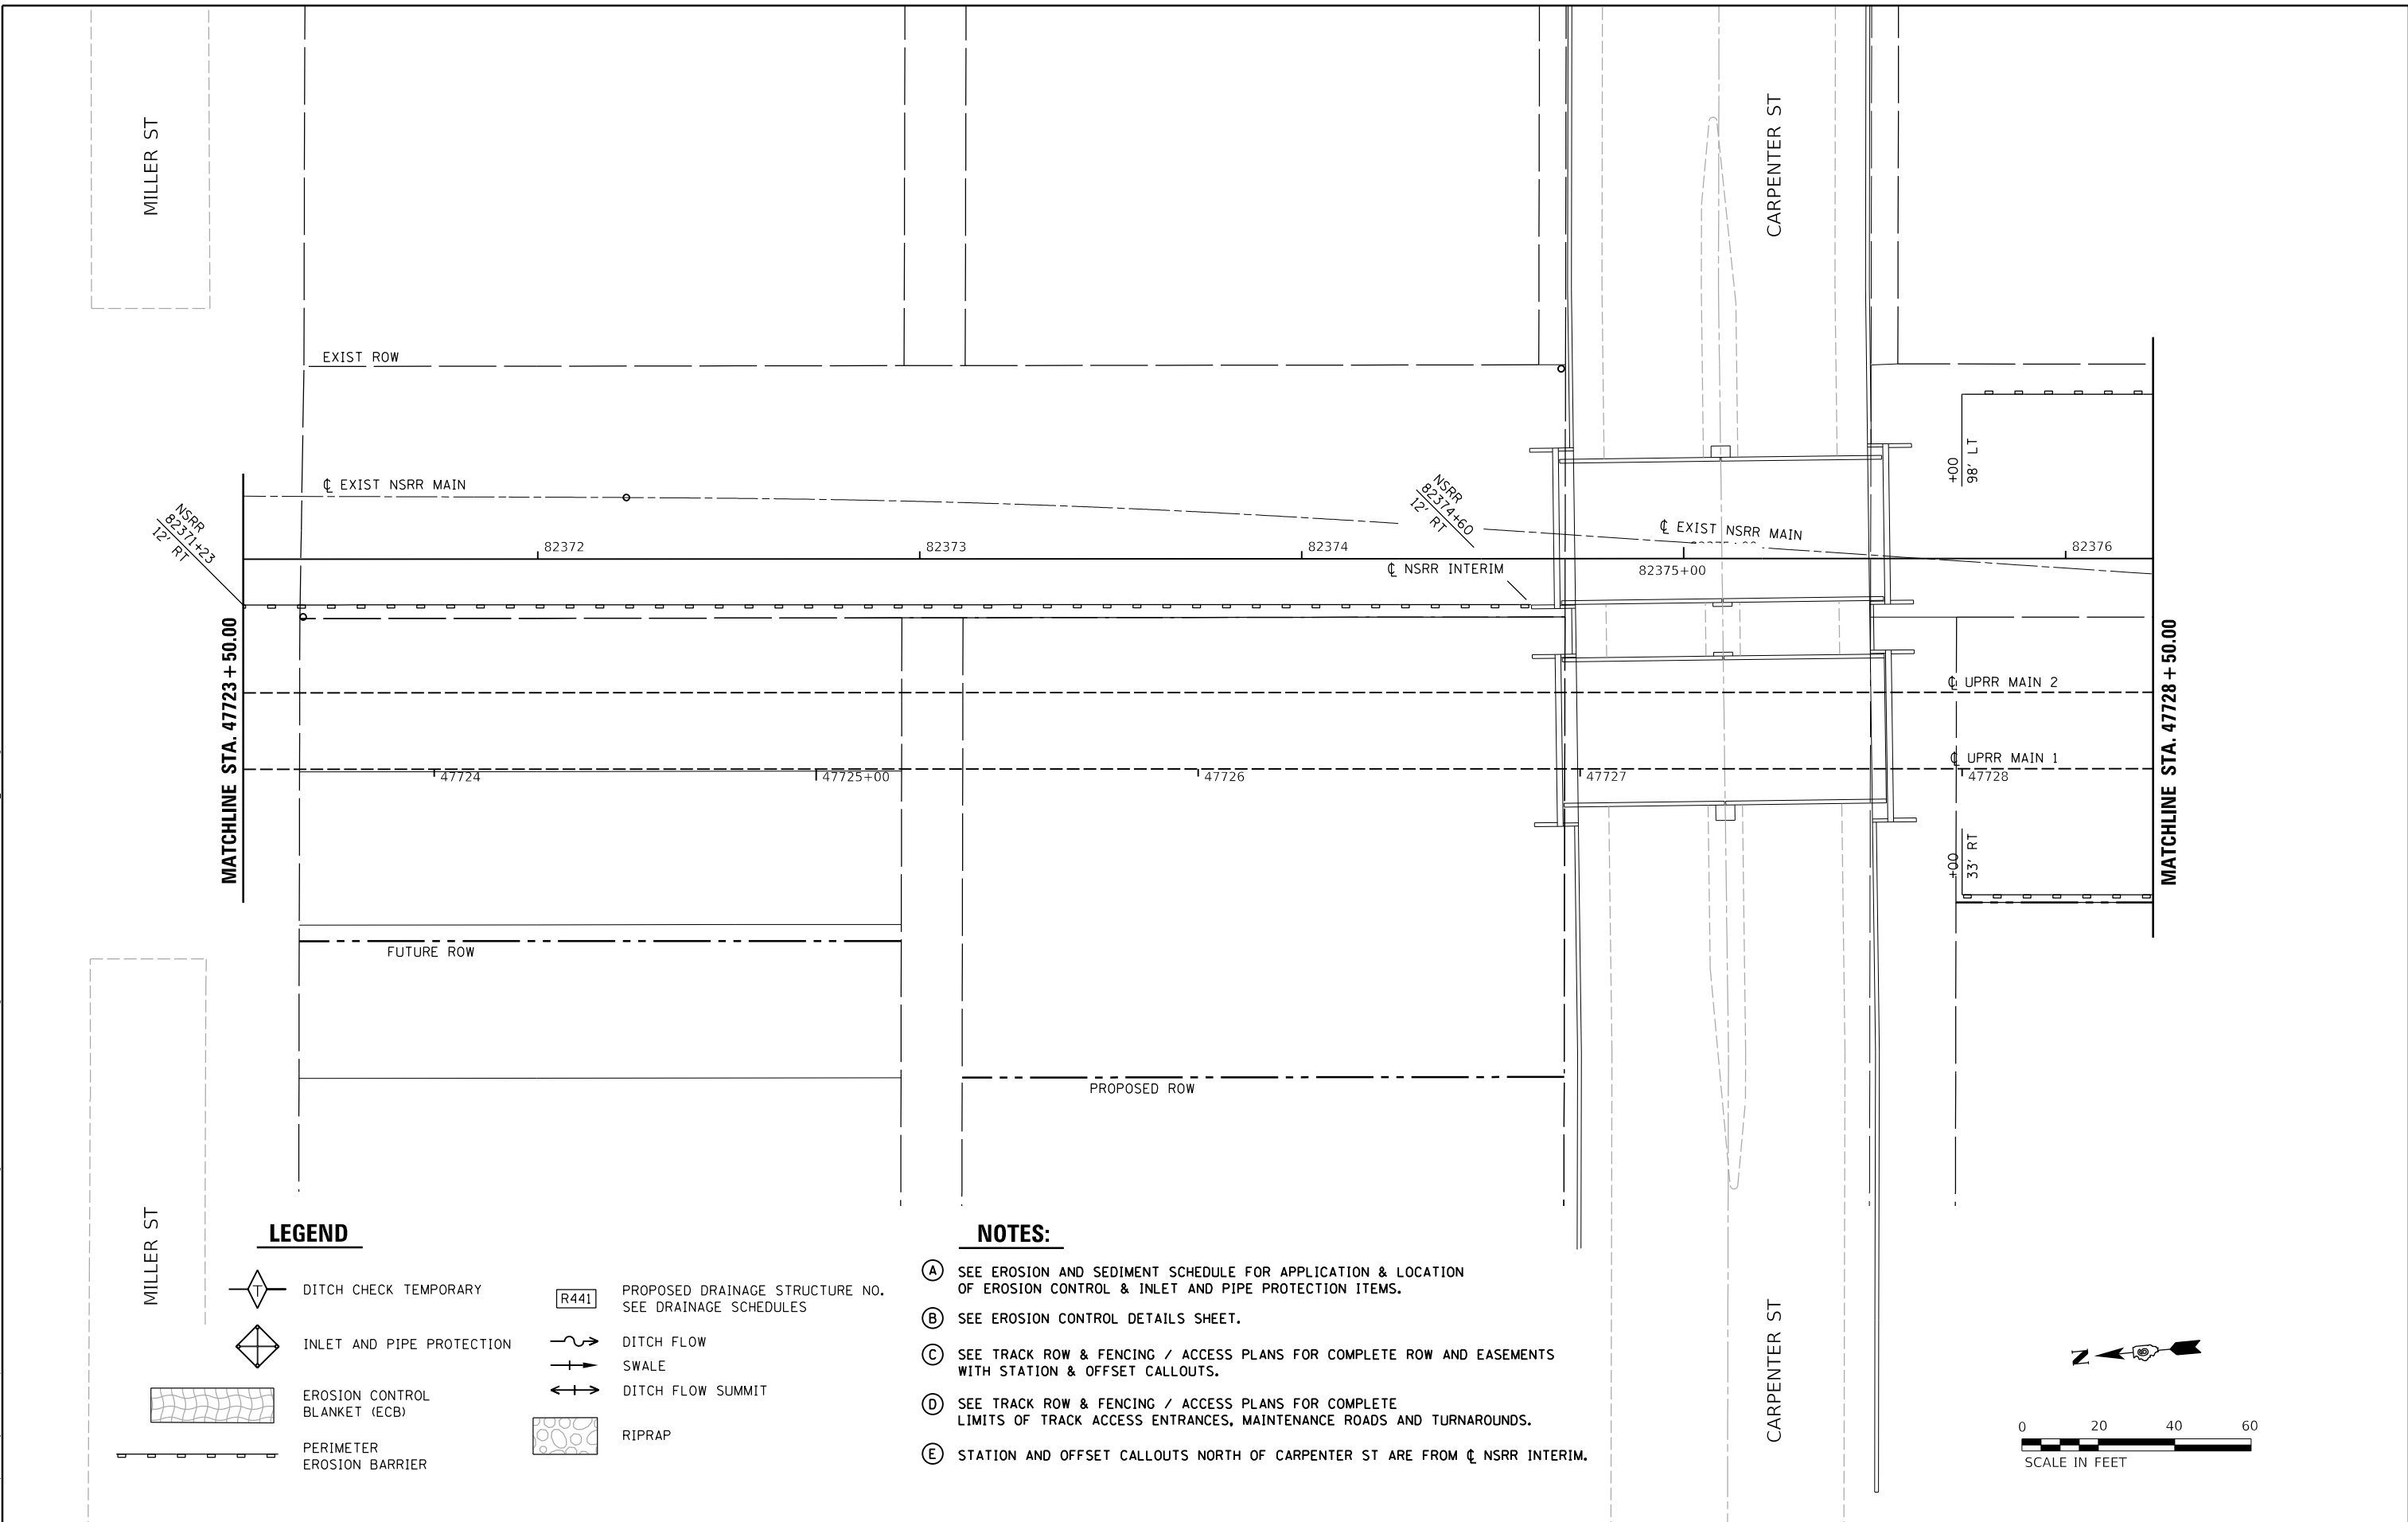 MILLER ST
CARPENTER ST
EXIST ROW
℄ EXIST NSRR MAIN
NSRR
82371+23
12' RT
NSRR
82374+60
12' RT
℄ EXIST NSRR MAIN
82372
82373
82374
82375+00
82376
℄ NSRR INTERIM
+00
98' LT
MATCHLINE STA. 47723 + 50.00
MATCHLINE STA. 47728 + 50.00
℄ UPRR MAIN 2
℄ UPRR MAIN 1
47724
47725+00
47726
47727
47728
+00
33' RT
FUTURE ROW
PROPOSED ROW
MILLER ST
CARPENTER ST
LEGEND
T
DITCH CHECK TEMPORARY
INLET AND PIPE PROTECTION
EROSION CONTROL
BLANKET (ECB)
PERIMETER
EROSION BARRIER
R441
PROPOSED DRAINAGE STRUCTURE NO.
SEE DRAINAGE SCHEDULES
DITCH FLOW
SWALE
DITCH FLOW SUMMIT
RIPRAP
NOTES:
A SEE EROSION AND SEDIMENT SCHEDULE FOR APPLICATION & LOCATION
OF EROSION CONTROL & INLET AND PIPE PROTECTION ITEMS.
B SEE EROSION CONTROL DETAILS SHEET.
C SEE TRACK ROW & FENCING / ACCESS PLANS FOR COMPLETE ROW AND EASEMENTS
WITH STATION & OFFSET CALLOUTS.
D SEE TRACK ROW & FENCING / ACCESS PLANS FOR COMPLETE
LIMITS OF TRACK ACCESS ENTRANCES, MAINTENANCE ROADS AND TURNAROUNDS.
E STATION AND OFFSET CALLOUTS NORTH OF CARPENTER ST ARE FROM ℄ NSRR INTERIM.
N
0 20 40 60
SCALE IN FEET